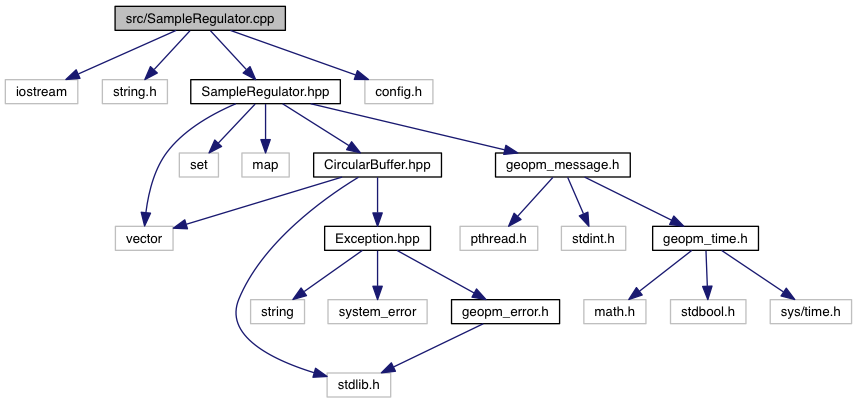 src/SampleRegulator.cpp
iostream
string.h
SampleRegulator.hpp
config.h
set
map
CircularBuffer.hpp
geopm_message.h
vector
Exception.hpp
pthread.h
stdint.h
geopm_time.h
string
system_error
geopm_error.h
math.h
stdbool.h
sys/time.h
stdlib.h